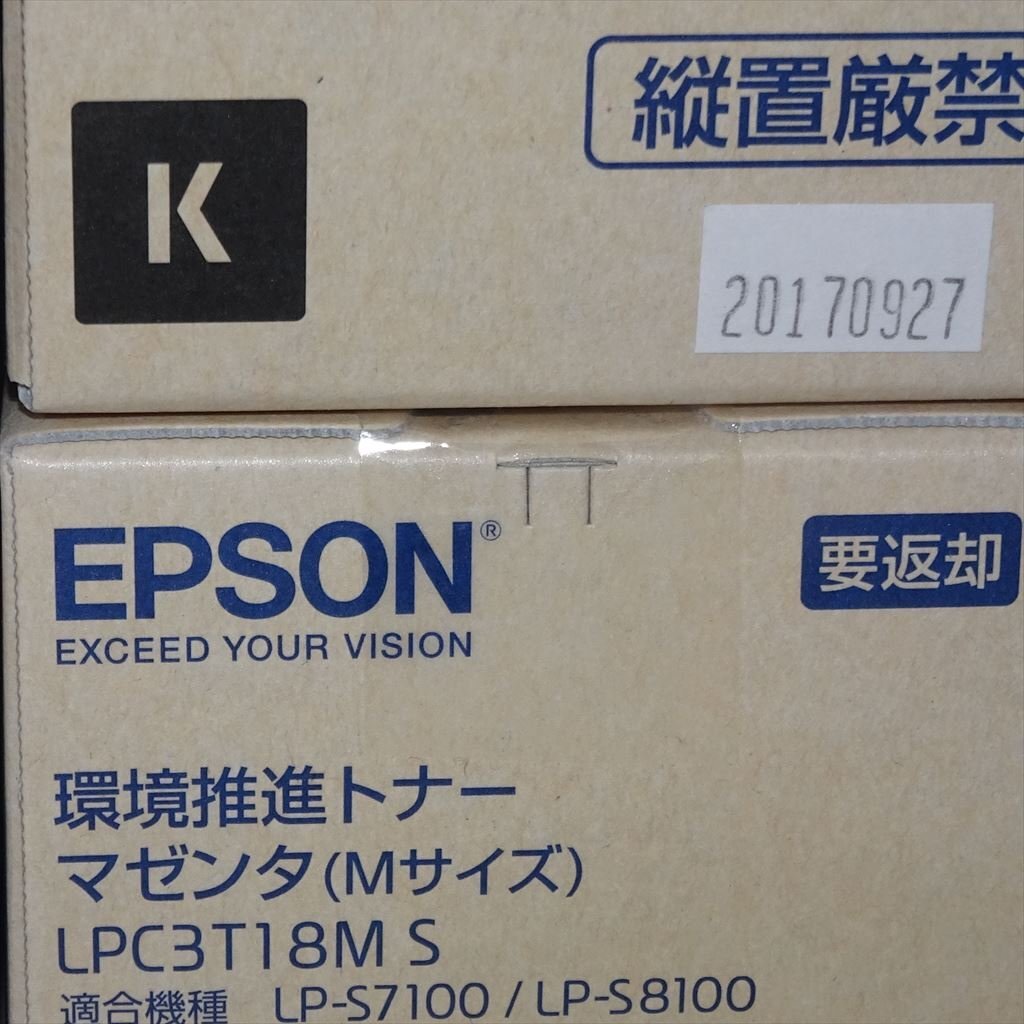 縦置厳禁
K
20170927
EPSON®
要返却
EXCEED YOUR VISION
環境推進トナー
マゼンタ(Mサイズ)
LPC3T18M S
適合機種 LP-S7100 / LP-S8100